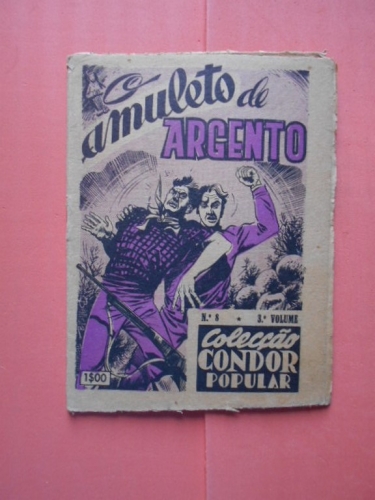 O
amuleto de
ARGENTO
N.º 8 * 3.º VOLUME
Colecção
CONDOR
POPULAR
1$00